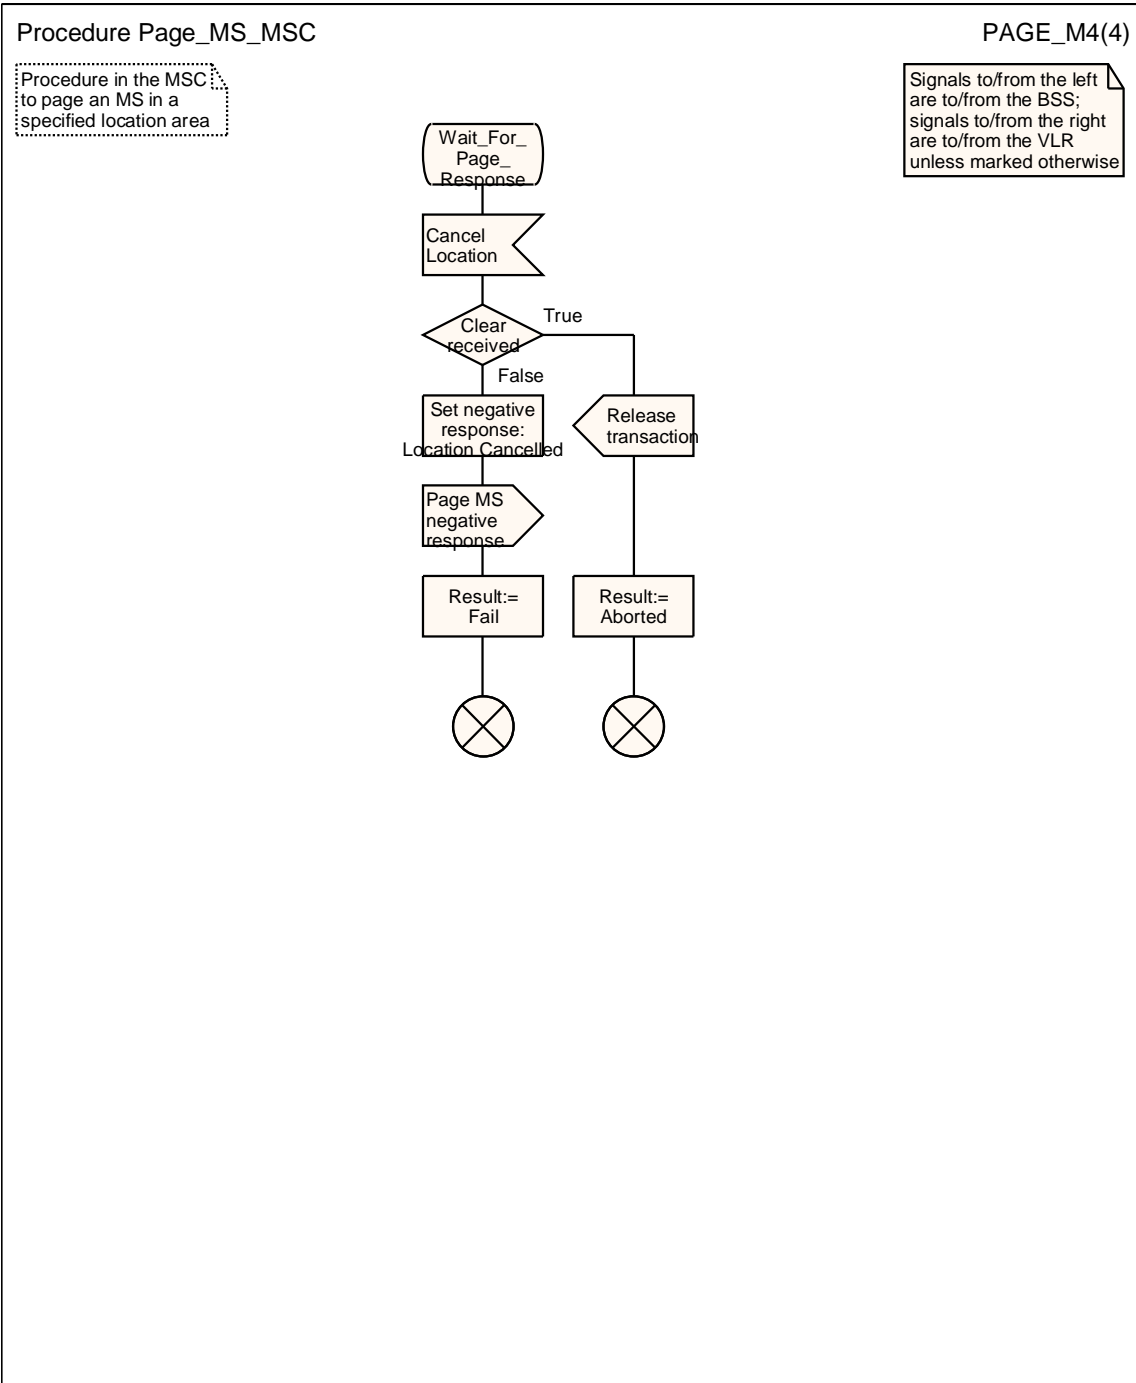 Procedure Page_MS_MSC
PAGE_M4(4)
Procedure in the MSC
to page an MS in a
specified location area
Signals to/from the left
are to/from the BSS;
signals to/from the right
are to/from the VLR
unless marked otherwise
Wait_For_
Page_
Response
Cancel
Location
Clear
received
True
False
Set negative
response:
Location Cancelled
Release
transaction
Page MS
negative
response
Result:=
Fail
Result:=
Aborted